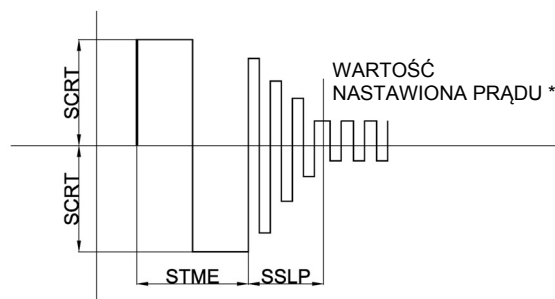 WARTOŚĆ
NASTAWIONA PRĄDU *
SCRT
SCRT
STME
SSLP